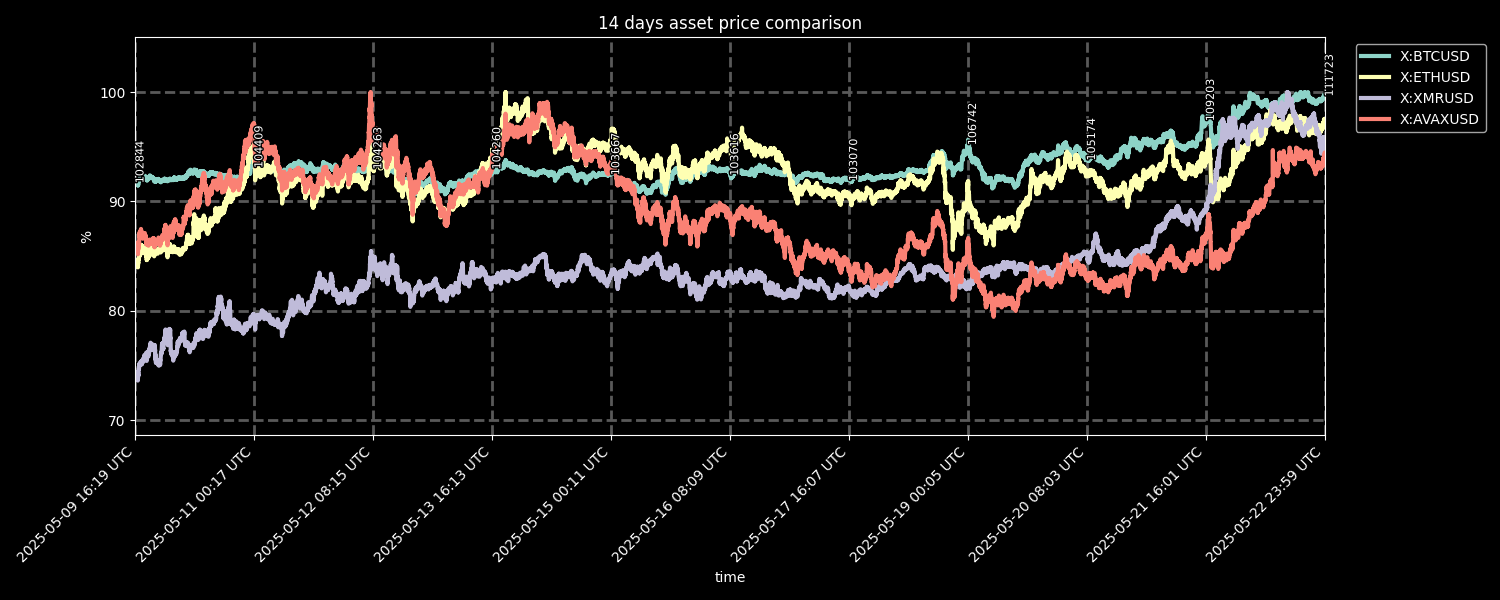 14 days asset price comparison
X:BTCUSD
X:ETHUSD
X:XMRUSD
X:AVAXUSD
100
90
80
70
%
102844
104409
104263
104260
103667
103616
103070
106742
105174
109203
111723
2025-05-09 16:19 UTC
2025-05-11 00:17 UTC
2025-05-12 08:15 UTC
2025-05-13 16:13 UTC
2025-05-15 00:11 UTC
2025-05-16 08:09 UTC
2025-05-17 16:07 UTC
2025-05-19 00:05 UTC
2025-05-20 08:03 UTC
2025-05-21 16:01 UTC
2025-05-22 23:59 UTC
time